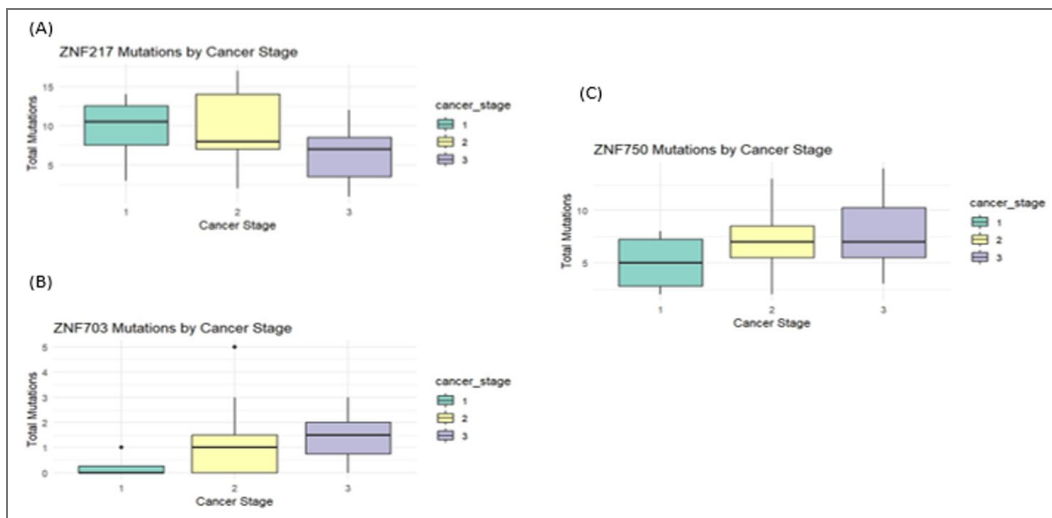 (A)
ZNF217 Mutations by Cancer Stage
Total Mutations
15
10
5
1
2
3
Cancer Stage
cancer_stage
1
2
3
(B)
ZNF703 Mutations by Cancer Stage
Total Mutations
5
4
3
2
1
0
1
2
3
Cancer Stage
cancer_stage
1
2
3
(C)
ZNF750 Mutations by Cancer Stage
Total Mutations
10
5
1
2
3
Cancer Stage
cancer_stage
1
2
3